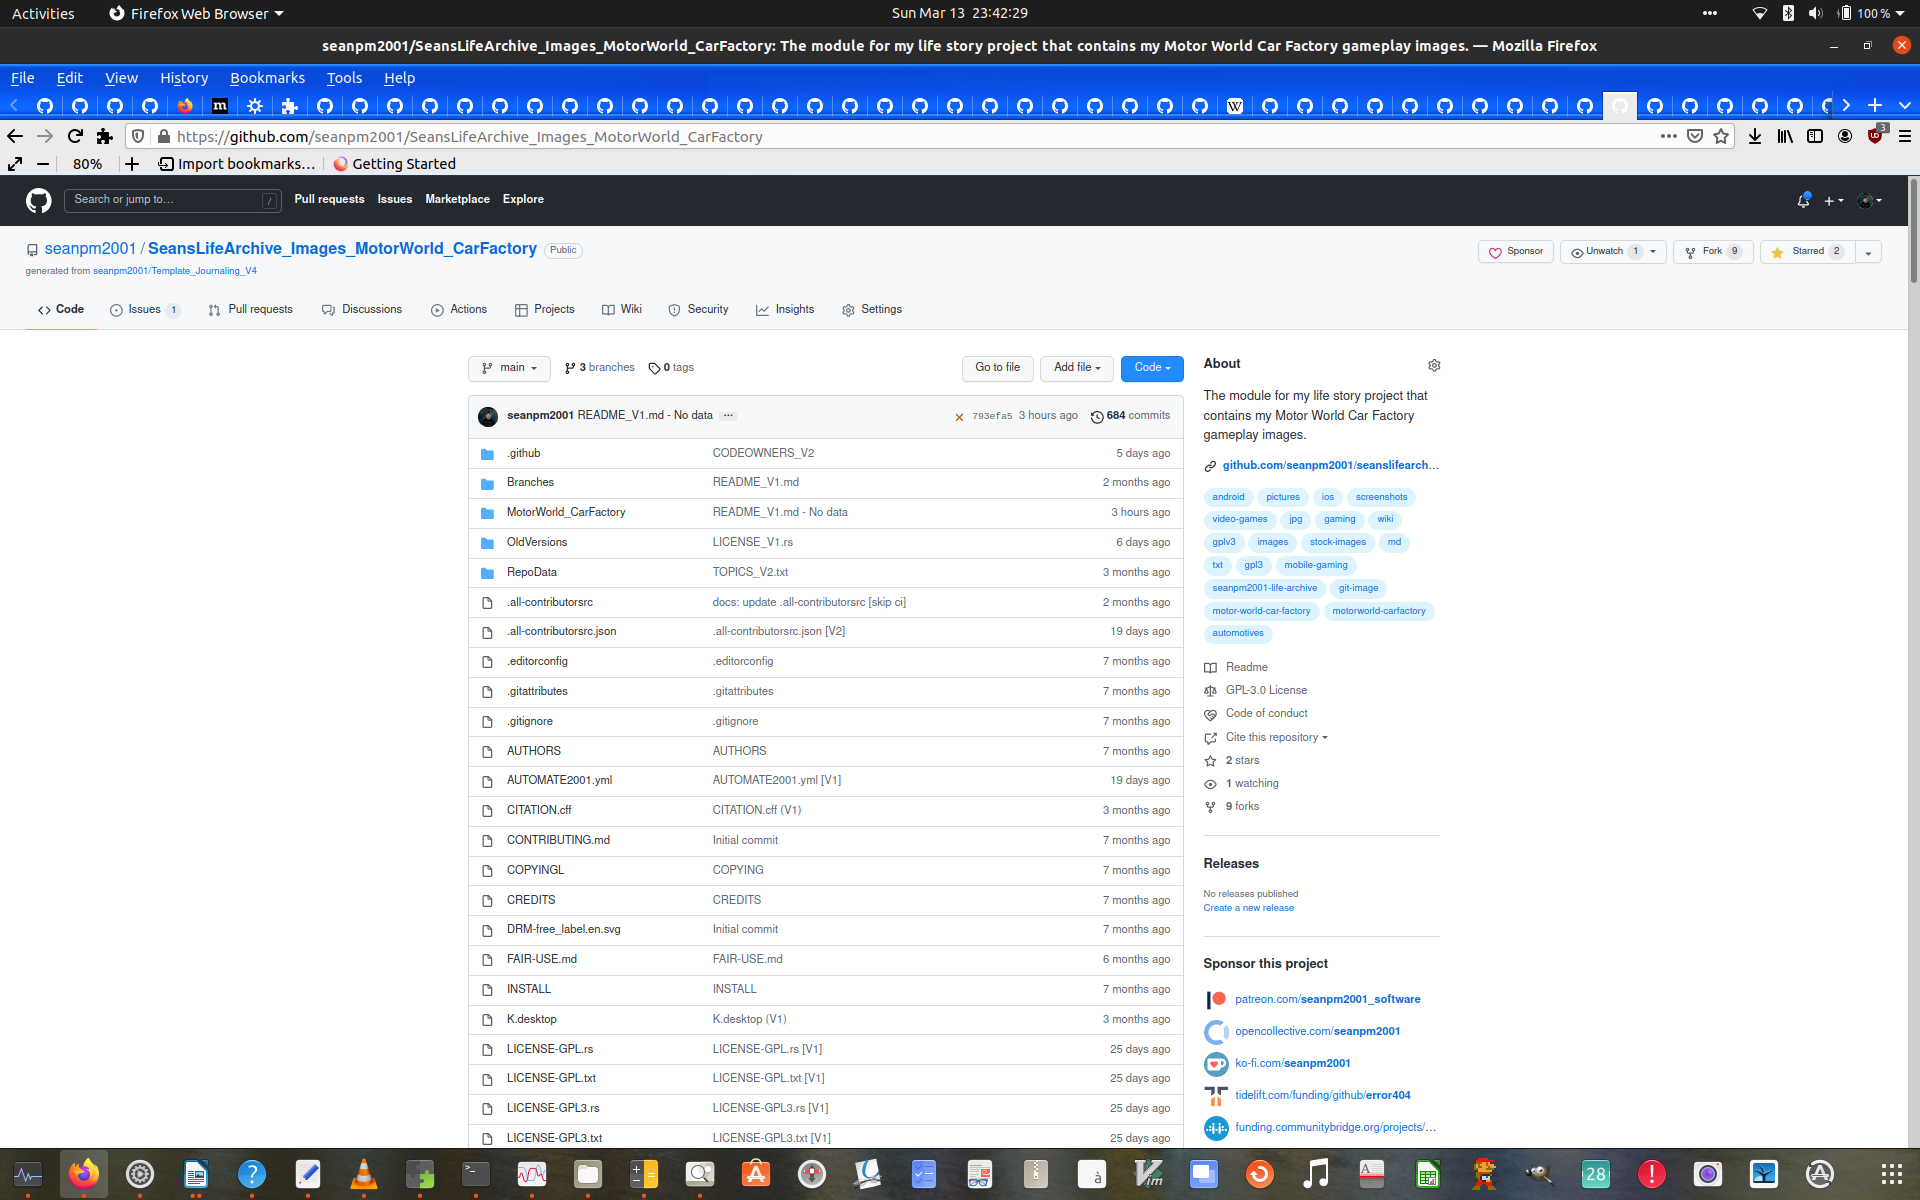 Activities Firefox Web Browser Sun Mar 13 23:42:29 100 %
seanpm2001/SeansLifeArchive_Images_MotorWorld_CarFactory: The module for my life story project that contains my Motor World Car Factory gameplay images. — Mozilla Firefox
File Edit View History Bookmarks Tools Help
https://github.com/seanpm2001/SeansLifeArchive_Images_MotorWorld_CarFactory 3
80% Import bookmarks… Getting Started
Search or jump to… / Pull requests Issues Marketplace Explore
seanpm2001 / SeansLifeArchive_Images_MotorWorld_CarFactory Public Sponsor Unwatch 1 Fork 9 Starred 2
generated from seanpm2001/Template_Journaling_V4
Code Issues 1 Pull requests Discussions Actions Projects Wiki Security Insights Settings
main 3 branches 0 tags Go to file Add file Code
seanpm2001 README_V1.md - No data ... 793efa5 3 hours ago 684 commits
.github CODEOWNERS_V2 5 days ago
Branches README_V1.md 2 months ago
MotorWorld_CarFactory README_V1.md - No data 3 hours ago
OldVersions LICENSE_V1.rs 6 days ago
RepoData TOPICS_V2.txt 3 months ago
.all-contributorsrc docs: update .all-contributorsrc [skip ci] 2 months ago
.all-contributorsrc.json .all-contributorsrc.json [V2] 19 days ago
.editorconfig .editorconfig 7 months ago
.gitattributes .gitattributes 7 months ago
.gitignore .gitignore 7 months ago
AUTHORS AUTHORS 7 months ago
AUTOMATE2001.yml AUTOMATE2001.yml [V1] 19 days ago
CITATION.cff CITATION.cff (V1) 3 months ago
CONTRIBUTING.md Initial commit 7 months ago
COPYINGL COPYING 7 months ago
CREDITS CREDITS 7 months ago
DRM-free_label.en.svg Initial commit 7 months ago
FAIR-USE.md FAIR-USE.md 6 months ago
INSTALL INSTALL 7 months ago
K.desktop K.desktop (V1) 3 months ago
LICENSE-GPL.rs LICENSE-GPL.rs [V1] 25 days ago
LICENSE-GPL.txt LICENSE-GPL.txt [V1] 25 days ago
LICENSE-GPL3.rs LICENSE-GPL3.rs [V1] 25 days ago
LICENSE-GPL3.txt LICENSE-GPL3.txt [V1] 25 days ago
About
The module for my life story project that
contains my Motor World Car Factory
gameplay images.
github.com/seanpm2001/seanslifearch…
android pictures ios screenshots
video-games jpg gaming wiki
gplv3 images stock-images md
txt gpl3 mobile-gaming
seanpm2001-life-archive git-image
motor-world-car-factory motorworld-carfactory
automotives
Readme
GPL-3.0 License
Code of conduct
Cite this repository
2 stars
1 watching
9 forks
Releases
No releases published
Create a new release
Sponsor this project
patreon.com/seanpm2001_software
opencollective.com/seanpm2001
ko-fi.com/seanpm2001
tidelift.com/funding/github/error404
funding.communitybridge.org/projects/…
28